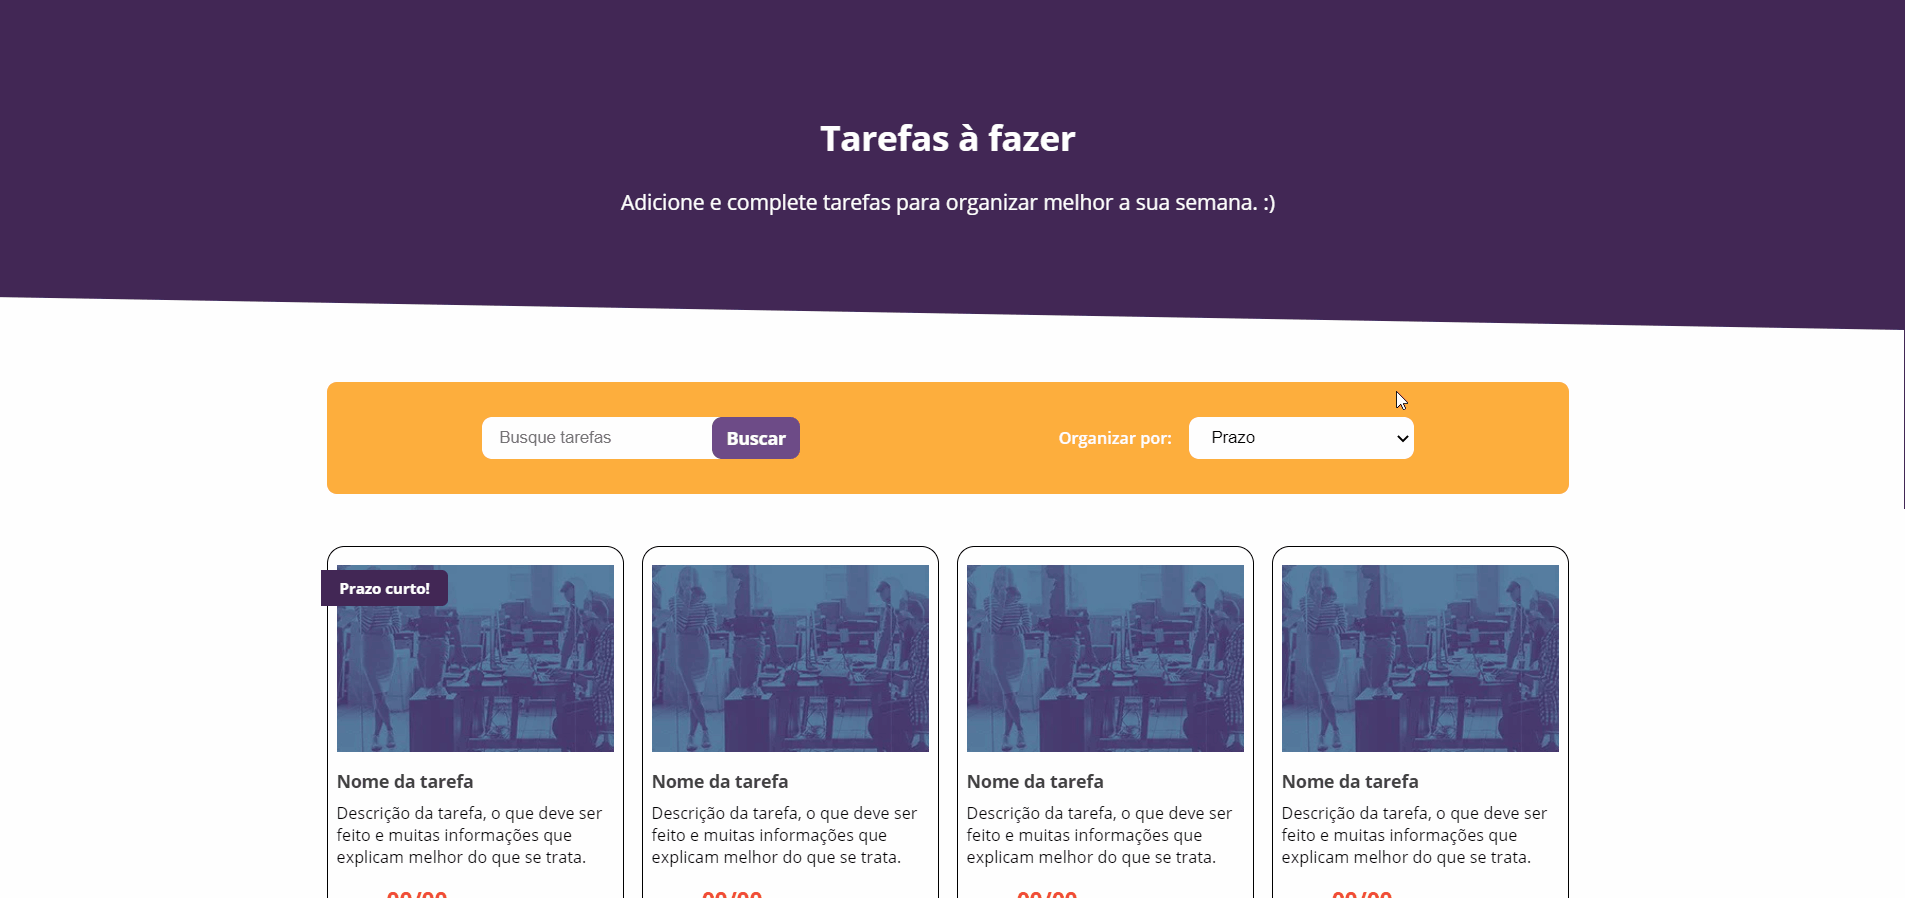 Tarefas à fazer
Adicione e complete tarefas para organizar melhor a sua semana. :)
Busque tarefas
Buscar
Organizar por:
Prazo
Prazo curto!
Nome da tarefa
Descrição da tarefa, o que deve ser
feito e muitas informações que
explicam melhor do que se trata.
Nome da tarefa
Descrição da tarefa, o que deve ser
feito e muitas informações que
explicam melhor do que se trata.
Nome da tarefa
Descrição da tarefa, o que deve ser
feito e muitas informações que
explicam melhor do que se trata.
Nome da tarefa
Descrição da tarefa, o que deve ser
feito e muitas informações que
explicam melhor do que se trata.